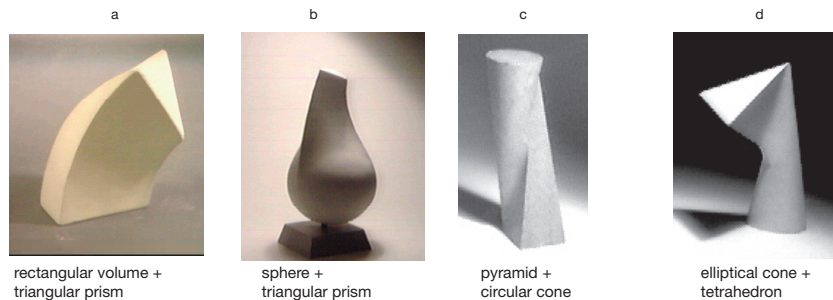 a
b
c
d
rectangular volume +
triangular prism
sphere +
triangular prism
pyramid +
circular cone
elliptical cone +
tetrahedron